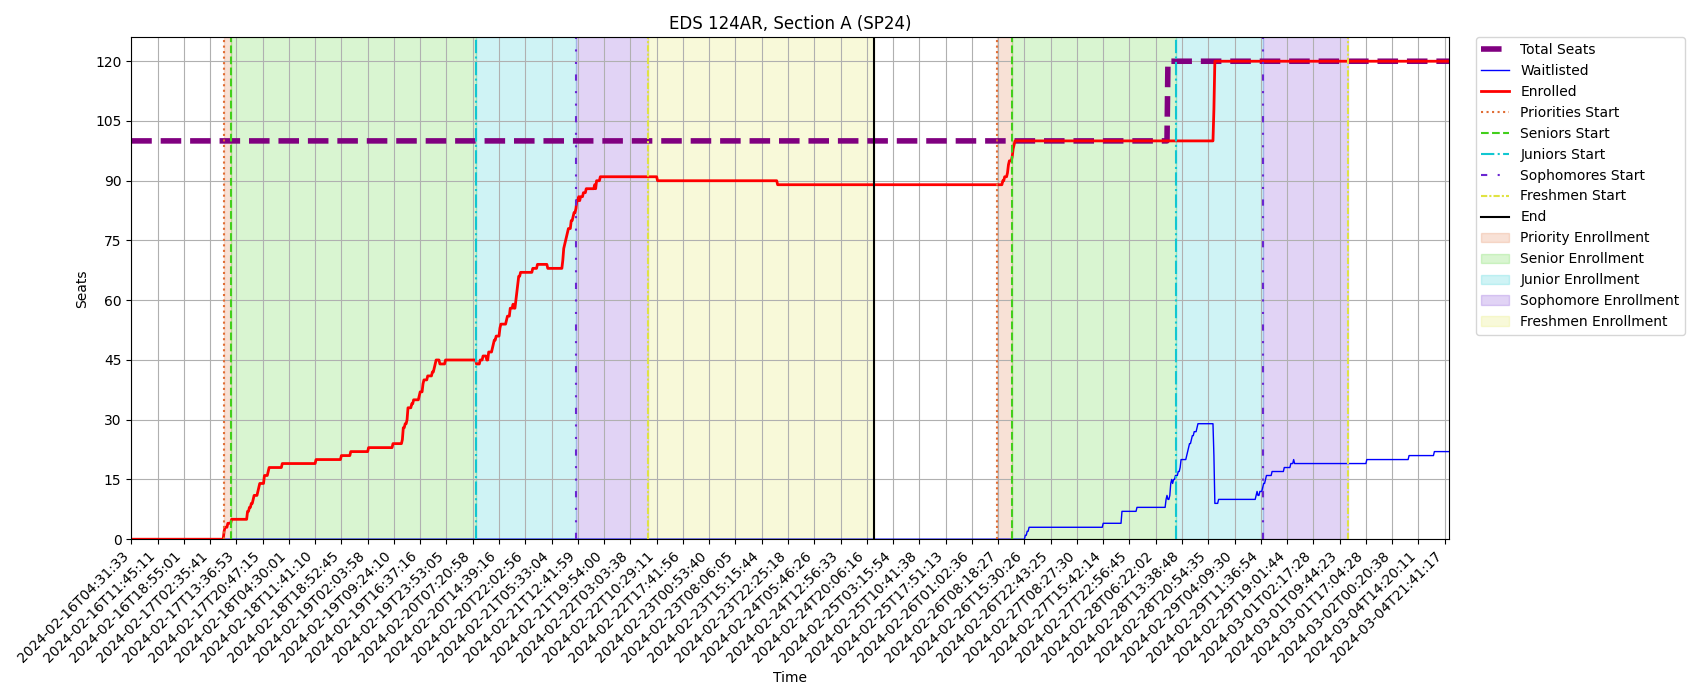 EDS 124AR, Section A (SP24)
Seats
120
105
90
75
60
45
30
15
0
2024-02-16T04:31:33
2024-02-16T11:45:11
2024-02-16T18:55:01
2024-02-17T02:35:41
2024-02-17T13:36:53
2024-02-17T20:47:15
2024-02-18T04:30:01
2024-02-18T11:41:10
2024-02-18T18:52:45
2024-02-19T02:03:58
2024-02-19T09:24:10
2024-02-19T16:37:16
2024-02-19T23:53:05
2024-02-20T07:20:58
2024-02-20T14:39:16
2024-02-20T22:02:56
2024-02-21T05:33:04
2024-02-21T12:41:59
2024-02-21T19:54:00
2024-02-22T03:03:38
2024-02-22T10:29:11
2024-02-22T17:41:56
2024-02-23T00:53:40
2024-02-23T08:06:05
2024-02-23T15:15:44
2024-02-23T22:25:18
2024-02-24T05:46:26
2024-02-24T12:56:33
2024-02-24T20:06:16
2024-02-25T03:15:54
2024-02-25T10:41:38
2024-02-25T17:51:13
2024-02-26T01:02:36
2024-02-26T08:18:27
2024-02-26T15:30:26
2024-02-26T22:43:25
2024-02-27T08:27:30
2024-02-27T15:42:14
2024-02-27T22:56:45
2024-02-28T06:22:02
2024-02-28T13:38:48
2024-02-28T20:54:35
2024-02-29T04:09:30
2024-02-29T11:36:54
2024-02-29T19:01:44
2024-03-01T02:17:28
2024-03-01T09:44:23
2024-03-01T17:04:28
2024-03-02T00:20:38
2024-03-04T14:20:11
2024-03-04T21:41:17
Time
Total Seats
Waitlisted
Enrolled
Priorities Start
Seniors Start
Juniors Start
Sophomores Start
Freshmen Start
End
Priority Enrollment
Senior Enrollment
Junior Enrollment
Sophomore Enrollment
Freshmen Enrollment